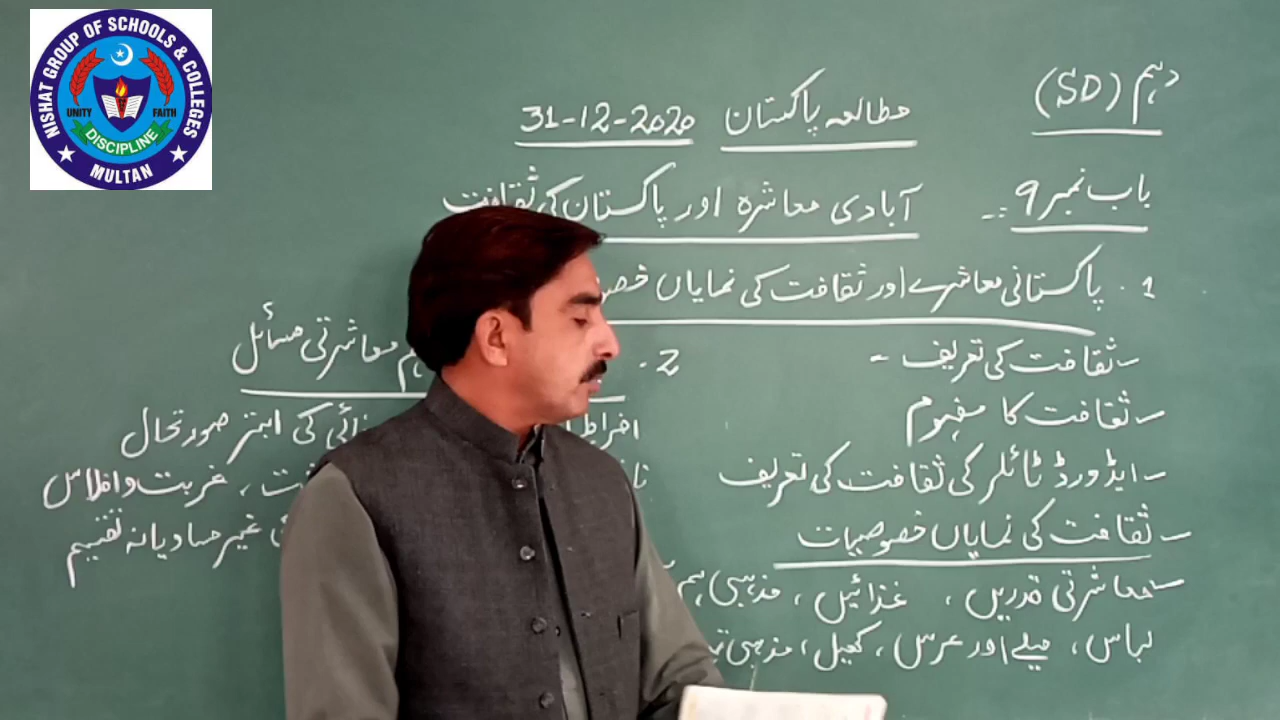 NISHAT GROUP OF SCHOOLS & COLLEGES
UNITY FAITH
DISCIPLINE
MULTAN
دہم (SD)
مطالعہ پاکستان 31-12-2020
باب نمبر 9 :-
آبادی معاشرہ اور پاکستان کی ثقافت
1. پاکستانی معاشرے اور ثقافت کی نمایاں
- ثقافت کی تعریف -
- ثقافت کا مفہوم
- ایڈورڈ ٹائلر کی ثقافت کی تعریف
- ثقافت کی نمایاں خصوصیات
- معاشرتی قدریں ، غذائیں ، مذہبی
لباس ، میلے اور عرس ، کھیل ، مذہبی
2. معاشرتی مسائل
افراط کی ابتر صورتحال
، غربت و افلاس
غیر مساویانہ تقسیم